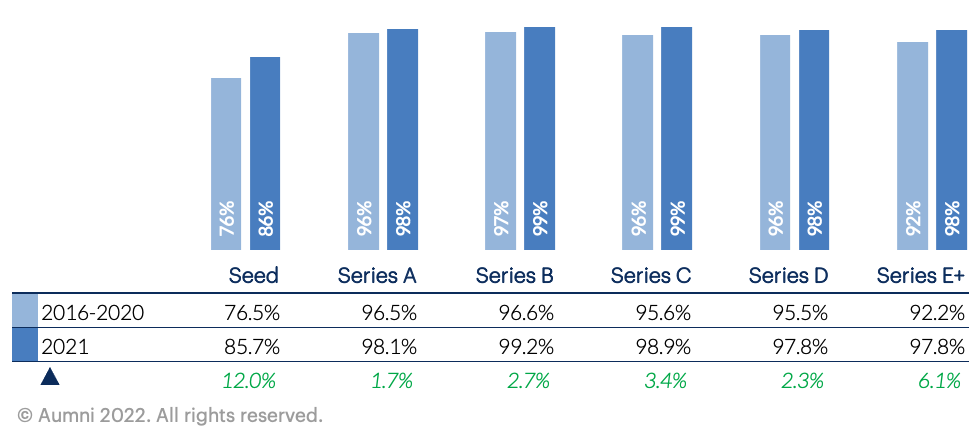 76% 86% 96% 98% 97% 99% 96% 99% 96% 98% 92% 98%
Seed Series A Series B Series C Series D Series E+
2016-2020 76.5% 96.5% 96.6% 95.6% 95.5% 92.2%
2021 85.7% 98.1% 99.2% 98.9% 97.8% 97.8%
▲ 12.0% 1.7% 2.7% 3.4% 2.3% 6.1%
© Aumni 2022. All rights reserved.